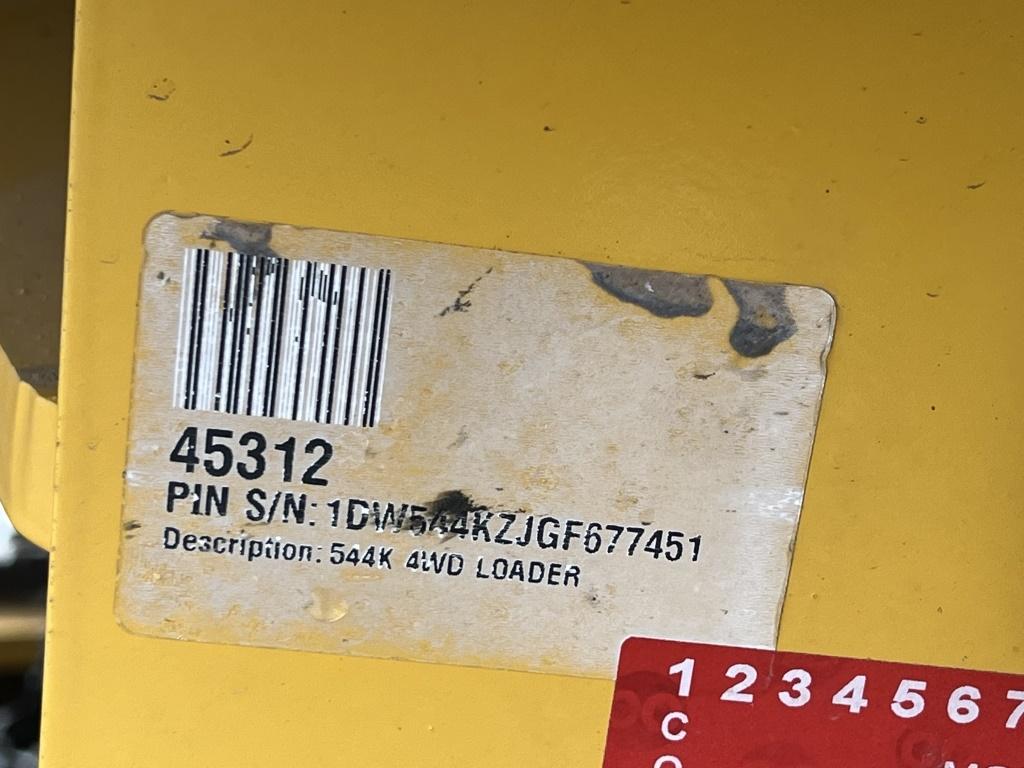 45312
PIN S/N: 1DW544KZJGF677451
Description: 544K 4WD LOADER
1 2 3 4 5 6 7
C